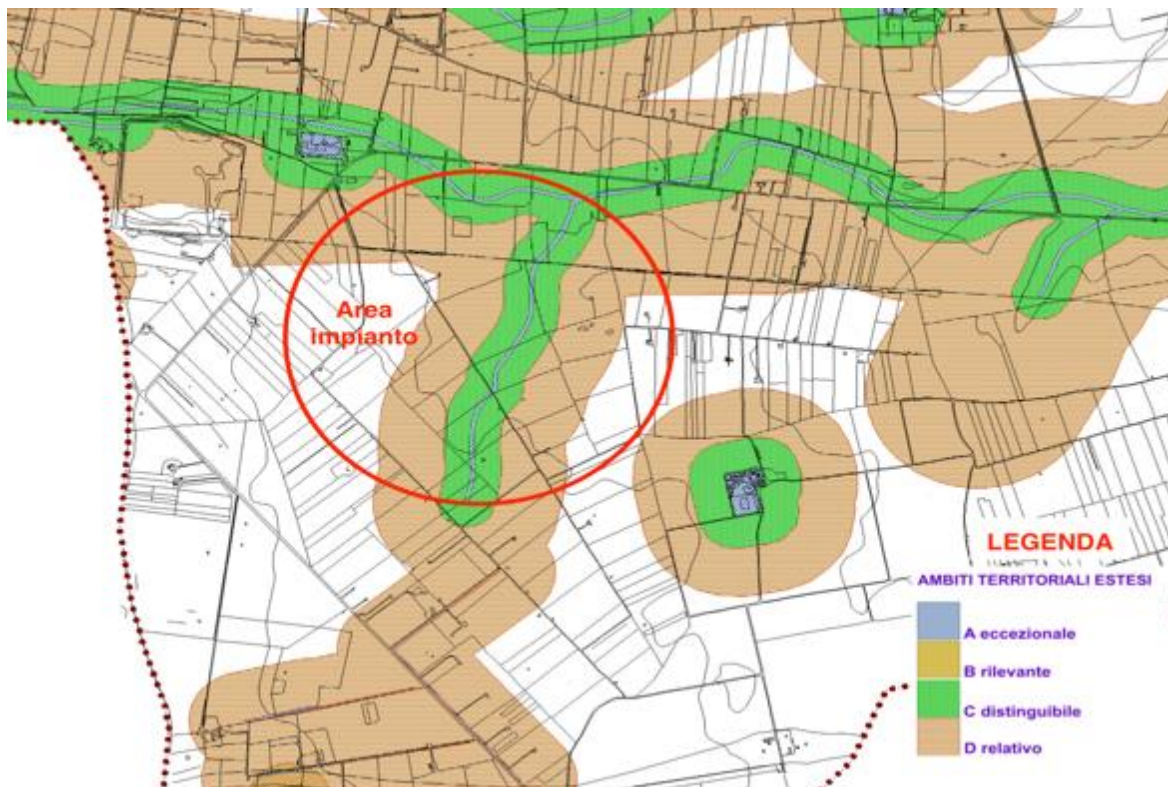 Area
impianto
LEGENDA
AMBITI TERRITORIALI ESTESI
A eccezionale
B rilevante
C distinguibile
D relativo